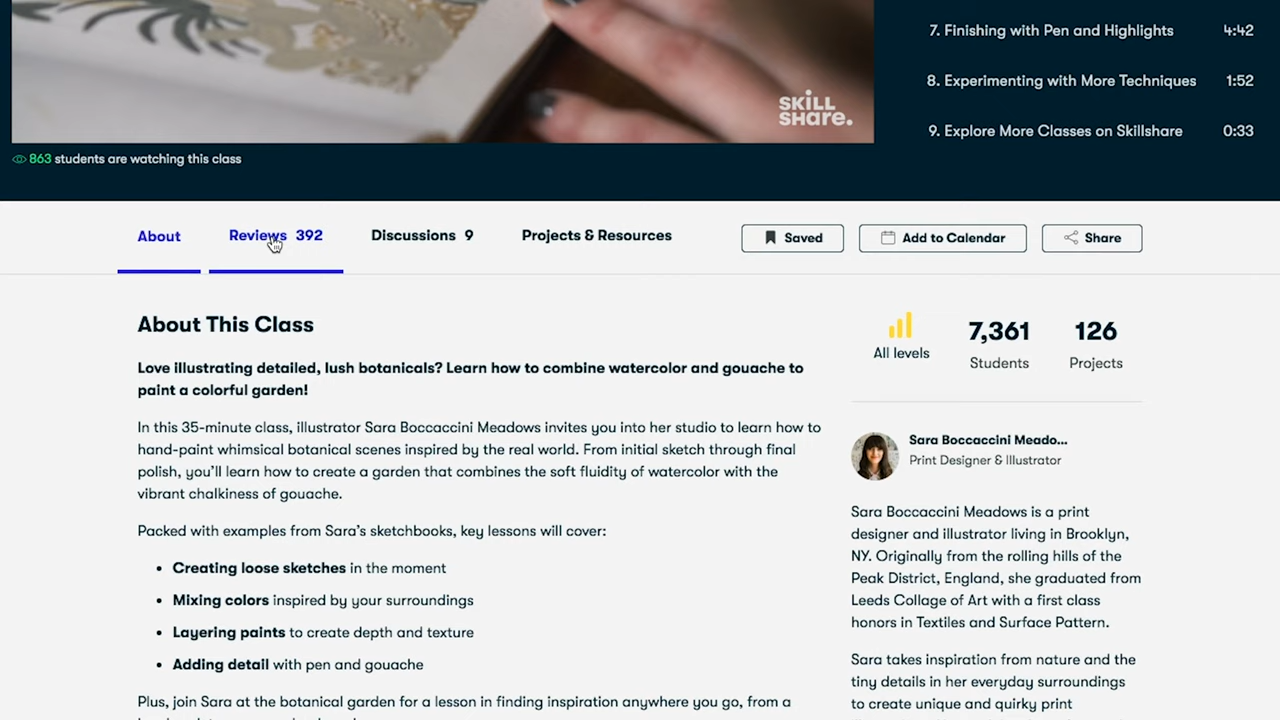 7. Finishing with Pen and Highlights 4:42
8. Experimenting with More Techniques 1:52
9. Explore More Classes on Skillshare 0:33
SKILL
SHARE.
863 students are watching this class
About Reviews 392 Discussions 9 Projects & Resources Saved Add to Calendar Share
About This Class
Love illustrating detailed, lush botanicals? Learn how to combine watercolor and gouache to
paint a colorful garden!
In this 35-minute class, illustrator Sara Boccaccini Meadows invites you into her studio to learn how to
hand-paint whimsical botanical scenes inspired by the real world. From initial sketch through final
polish, you'll learn how to create a garden that combines the soft fluidity of watercolor with the
vibrant chalkiness of gouache.
Packed with examples from Sara's sketchbooks, key lessons will cover:
• Creating loose sketches in the moment
• Mixing colors inspired by your surroundings
• Layering paints to create depth and texture
• Adding detail with pen and gouache
Plus, join Sara at the botanical garden for a lesson in finding inspiration anywhere you go, from a
All levels
7,361
Students
126
Projects
Sara Boccaccini Meado...
Print Designer & Illustrator
Sara Boccaccini Meadows is a print
designer and illustrator living in Brooklyn,
NY. Originally from the rolling hills of the
Peak District, England, she graduated from
Leeds Collage of Art with a first class
honors in Textiles and Surface Pattern.
Sara takes inspiration from nature and the
tiny details in her everyday surroundings
to create unique and quirky print